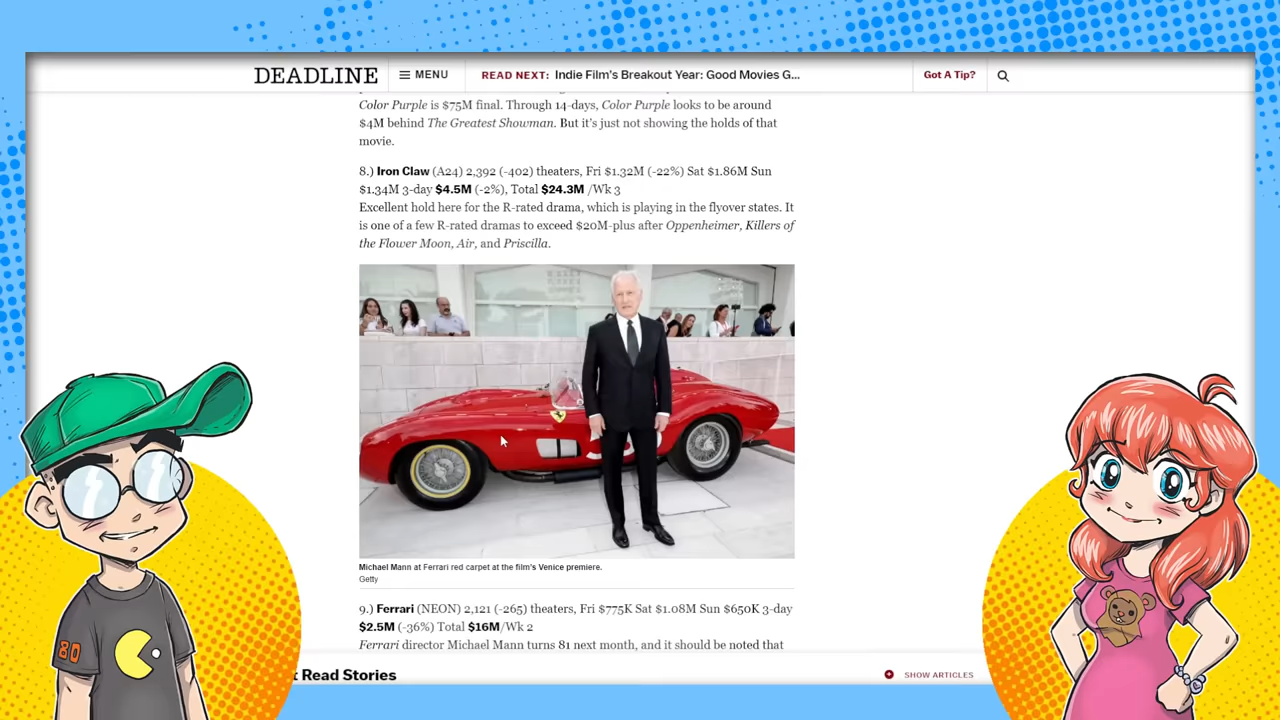 DEADLINE
MENU
READ NEXT: Indie Film's Breakout Year: Good Movies G...
Got A Tip?
Color Purple is $75M final. Through 14-days, Color Purple looks to be around
$4M behind The Greatest Showman. But it's just not showing the holds of that
movie.
8.) Iron Claw (A24) 2,392 (-402) theaters, Fri $1.32M (-22%) Sat $1.86M Sun
$1.34M 3-day $4.5M (-2%), Total $24.3M /Wk 3
Excellent hold here for the R-rated drama, which is playing in the flyover states. It
is one of a few R-rated dramas to exceed $20M-plus after Oppenheimer, Killers of
the Flower Moon, Air, and Priscilla.
Michael Mann at Ferrari red carpet at the film's Venice premiere.
Getty
9.) Ferrari (NEON) 2,121 (-265) theaters, Fri $775K Sat $1.08M Sun $650K 3-day
$2.5M (-36%) Total $16M/Wk 2
Ferrari director Michael Mann turns 81 next month, and it should be noted that
t Read Stories
SHOW ARTICLES
80